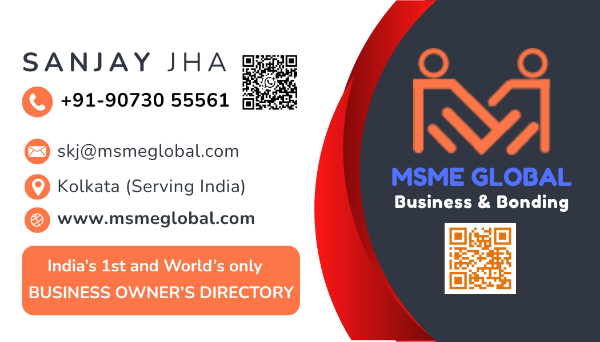 SANJAY JHA
+91-90730 55561
skj@msmeglobal.com
Kolkata (Serving India)
www.msmeglobal.com
India's 1st and World's only
BUSINESS OWNER'S DIRECTORY
MSME GLOBAL
Business & Bonding